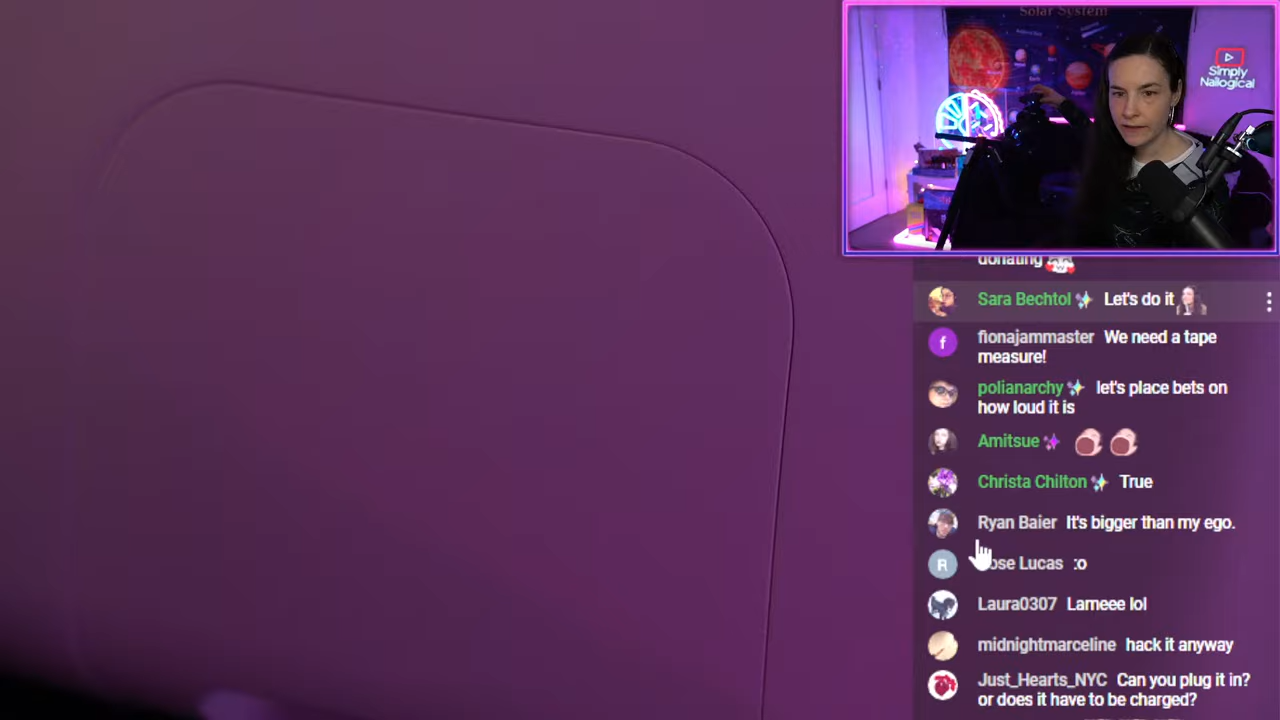 Solar System
Simply
Nailogical
donating
Sara Bechtol Let's do it
fionajammaster We need a tape
measure!
polianarchy let's place bets on
how loud it is
Amitsue
Christa Chilton True
Ryan Baier It's bigger than my ego.
Lucas :o
Laura0307 Lameee lol
midnightmarceline hack it anyway
Just_Hearts_NYC Can you plug it in?
or does it have to be charged?